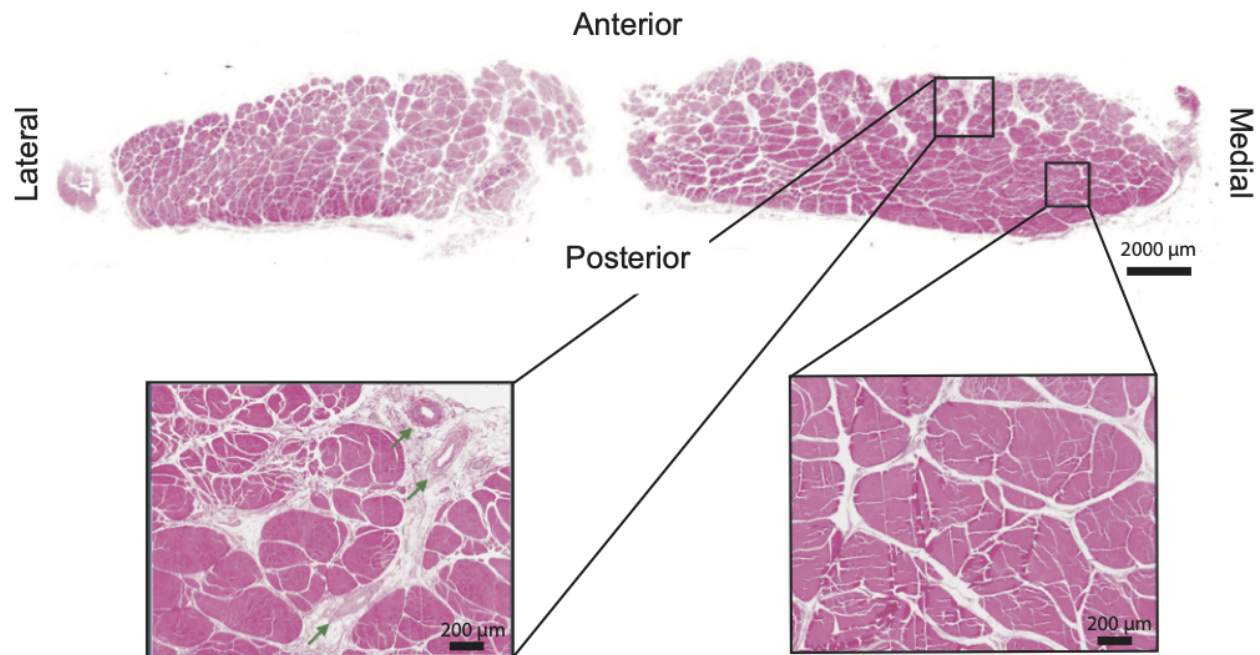 Anterior
Lateral
Medial
Posterior
2000 µm
200 µm
200 µm